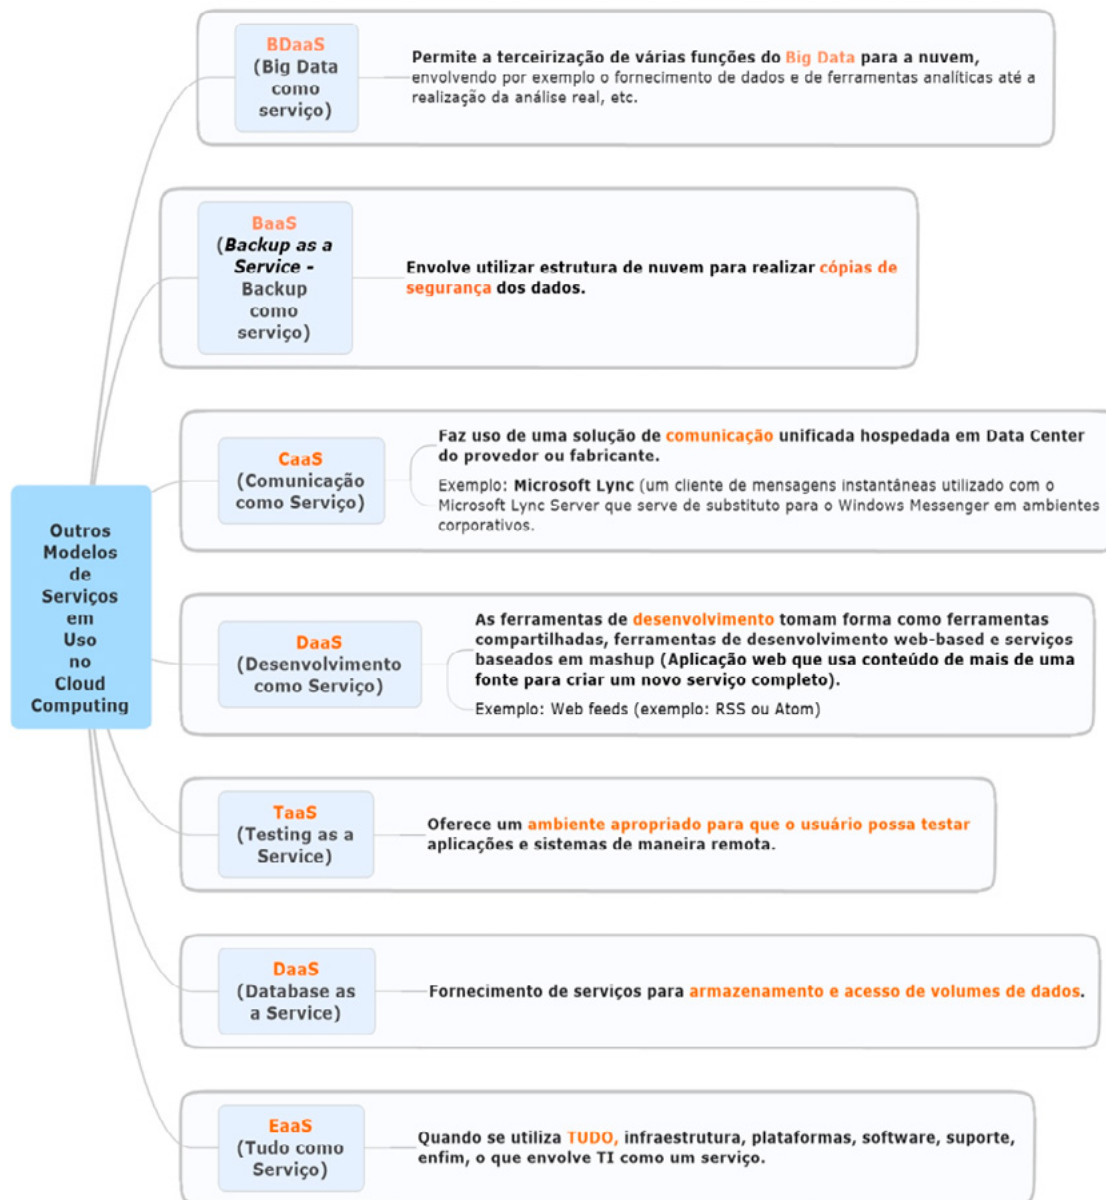 BDaaS
(Big Data
como
serviço)
Permite a terceirização de várias funções do Big Data para a nuvem,
envolvendo por exemplo o fornecimento de dados e de ferramentas analíticas até a
realização da análise real, etc.
BaaS
(Backup as a
Service -
Backup
como
serviço)
Envolve utilizar estrutura de nuvem para realizar cópias de
segurança dos dados.
CaaS
(Comunicação
como Serviço)
Faz uso de uma solução de comunicação unificada hospedada em Data Center
do provedor ou fabricante.
Exemplo: Microsoft Lync (um cliente de mensagens instantâneas utilizado com o
Microsoft Lync Server que serve de substituto para o Windows Messenger em ambientes
corporativos.
Outros
Modelos
de
Serviços
em
Uso
no
Cloud
Computing
DaaS
(Desenvolvimento
como Serviço)
As ferramentas de desenvolvimento tomam forma como ferramentas
compartilhadas, ferramentas de desenvolvimento web-based e serviços
baseados em mashup (Aplicação web que usa conteúdo de mais de uma
fonte para criar um novo serviço completo).
Exemplo: Web feeds (exemplo: RSS ou Atom)
TaaS
(Testing as a
Service)
Oferece um ambiente apropriado para que o usuário possa testar
aplicações e sistemas de maneira remota.
DaaS
(Database as
a Service)
Fornecimento de serviços para armazenamento e acesso de volumes de dados.
EaaS
(Tudo como
Serviço)
Quando se utiliza TUDO, infraestrutura, plataformas, software, suporte,
enfim, o que envolve TI como um serviço.